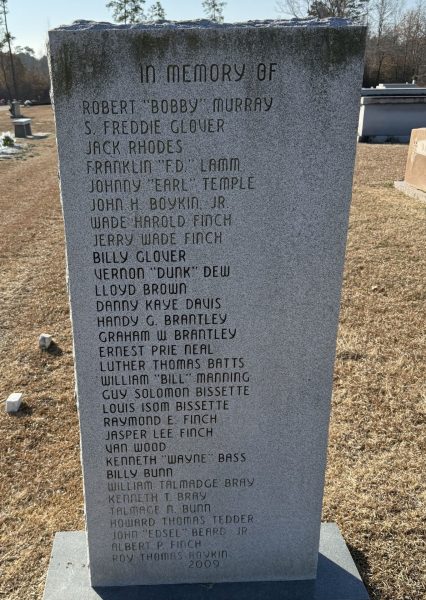 IN MEMORY OF
ROBERT "BOBBY" MURRAY
S. FREDDIE GLOVER
JACK RHODES
FRANKLIN "F.D." LAMM
JOHNNY "EARL" TEMPLE
JOHN H. BOYKIN, JR.
WADE HAROLD FINCH
JERRY WADE FINCH
BILLY GLOVER
VERNON "DUNK" DEW
LLOYD BROWN
DANNY KAYE DAVIS
HANDY G. BRANTLEY
GRAHAM W. BRANTLEY
ERNEST PRIE NEAL
LUTHER THOMAS BATTS
WILLIAM "BILL" MANNING
GUY SOLOMON BISSETTE
LOUIS ISOM BISSETTE
RAYMOND E. FINCH
JASPER LEE FINCH
VAN WOOD
KENNETH "WAYNE" BASS
BILLY BUNN
WILLIAM TALMADGE BRAY
KENNETH T. BRAY
TALMAGE N. BUNN
HOWARD THOMAS TEDDER
JOHN "EDSEL" BEARD, JR.
ALBERT P. FINCH
ROY THOMAS BOYKIN
2009